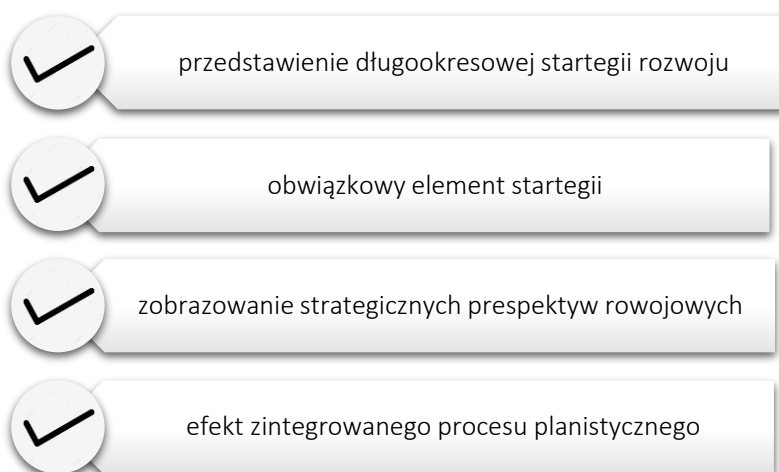 przedstawienie długookresowej startegii rozwoju
obwiązkowy element startegii
zobrazowanie strategicznych prespektyw rowojowych
efekt zintegrowanego procesu planistycznego